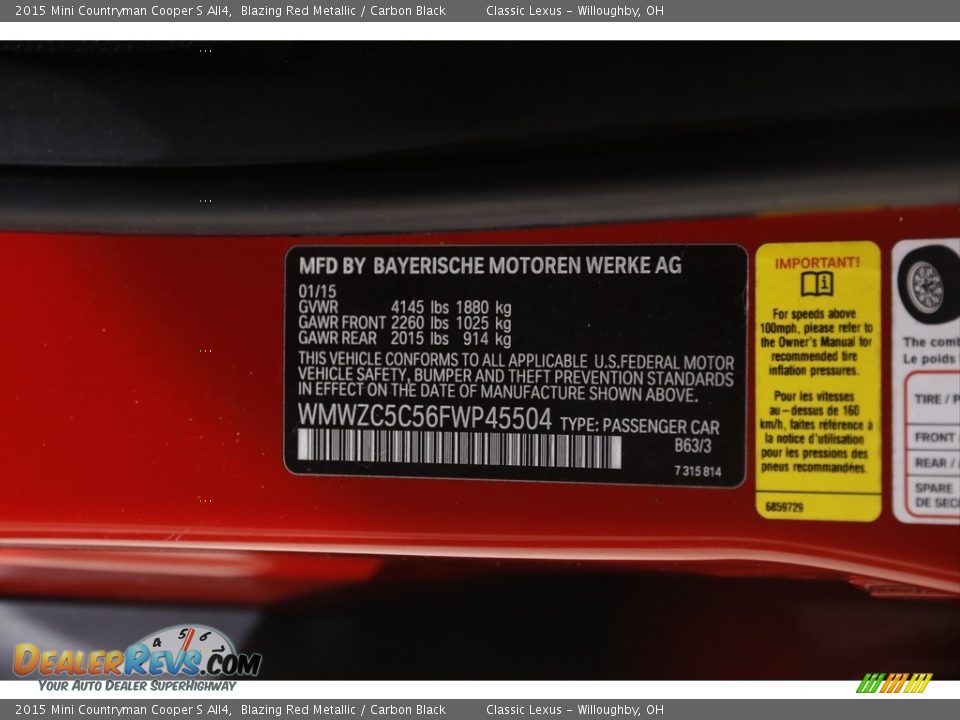 2015 Mini Countryman Cooper S All4, Blazing Red Metallic / Carbon Black Classic Lexus – Willoughby, OH
MFD BY BAYERISCHE MOTOREN WERKE AG
01/15
GVWR 4145 lbs 1880 kg
GAWR FRONT 2260 lbs 1025 kg
GAWR REAR 2015 lbs 914 kg
THIS VEHICLE CONFORMS TO ALL APPLICABLE U.S.FEDERAL MOTOR
VEHICLE SAFETY, BUMPER AND THEFT PREVENTION STANDARDS
IN EFFECT ON THE DATE OF MANUFACTURE SHOWN ABOVE.
WMWZC5C56FWP45504 TYPE: PASSENGER CAR
B63/3
7 315 814
IMPORTANT!
For speeds above
100mph, please refer to
the Owner's Manual for
recommended tire
inflation pressures.
Pour les vitesses
au – dessus de 160
km/h, faites référence à
la notice d'utilisation
pour les pressions des
pneus recommandées.
6859729
The comb
Le poids
TIRE / P
FRONT
REAR /
SPARE
DE SEC
4 5 6
DEALERREVS.COM
YOUR AUTO DEALER SUPERHIGHWAY
2015 Mini Countryman Cooper S All4, Blazing Red Metallic / Carbon Black Classic Lexus – Willoughby, OH